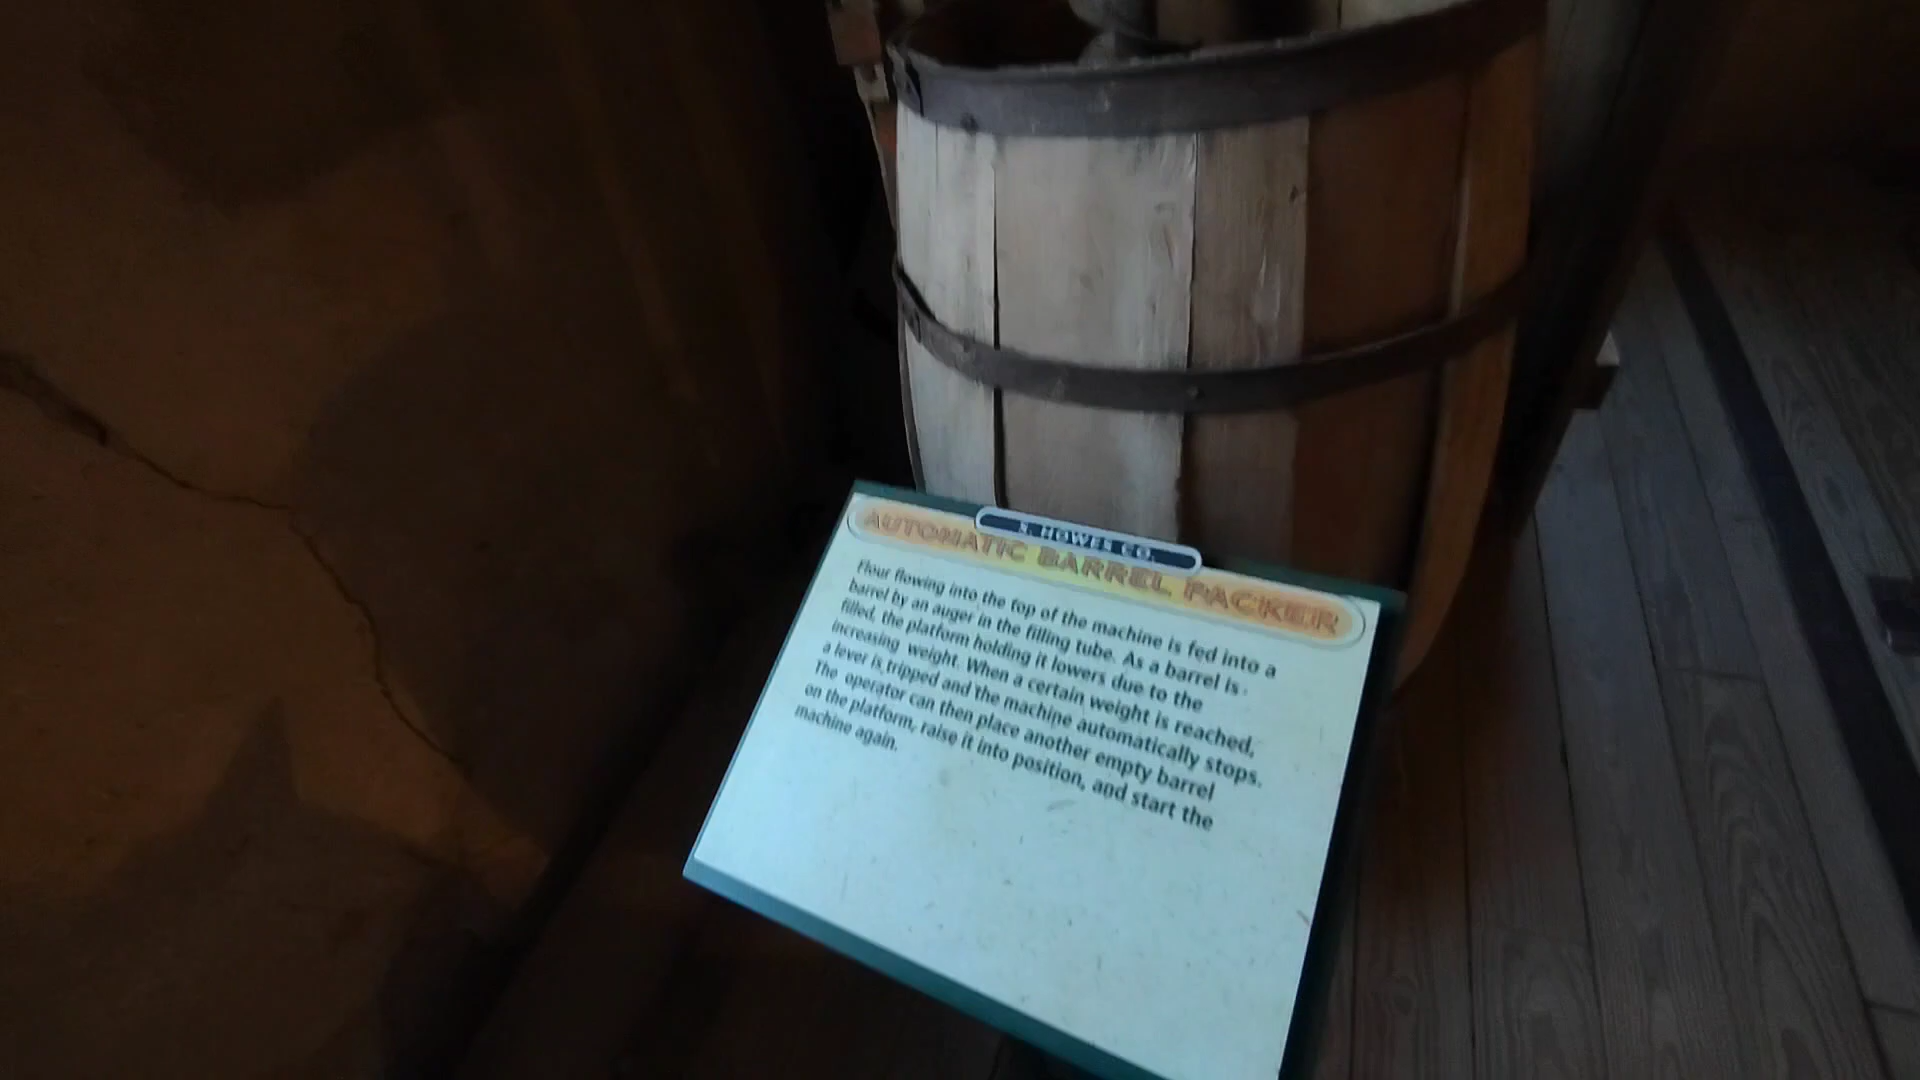 S. HOWES CO.
AUTOMATIC BARREL PACKER
Flour flowing into the top of the machine is fed into a
barrel by an auger in the filling tube. As a barrel is
filled, the platform holding it lowers due to the
increasing weight. When a certain weight is reached,
a lever is tripped and the machine automatically stops.
The operator can then place another empty barrel
on the platform, raise it into position, and start the
machine again.